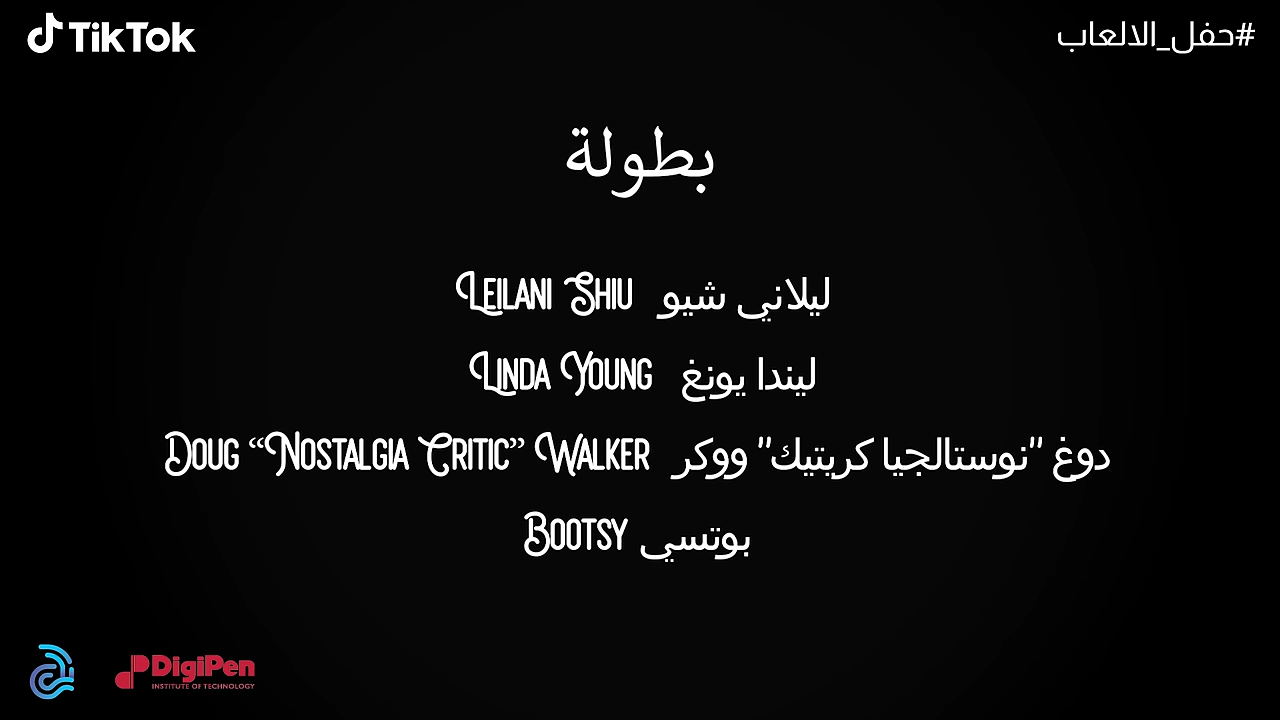 TikTok
#حفل_الالعاب
بطولة
ليلاني شيو Leilani Shiu
ليندا يونغ Linda Young
دوغ "نوستالجيا كريتيك" ووكر Doug “Nostalgia Critic” Walker
بوتسي Bootsy
DigiPen
INSTITUTE OF TECHNOLOGY